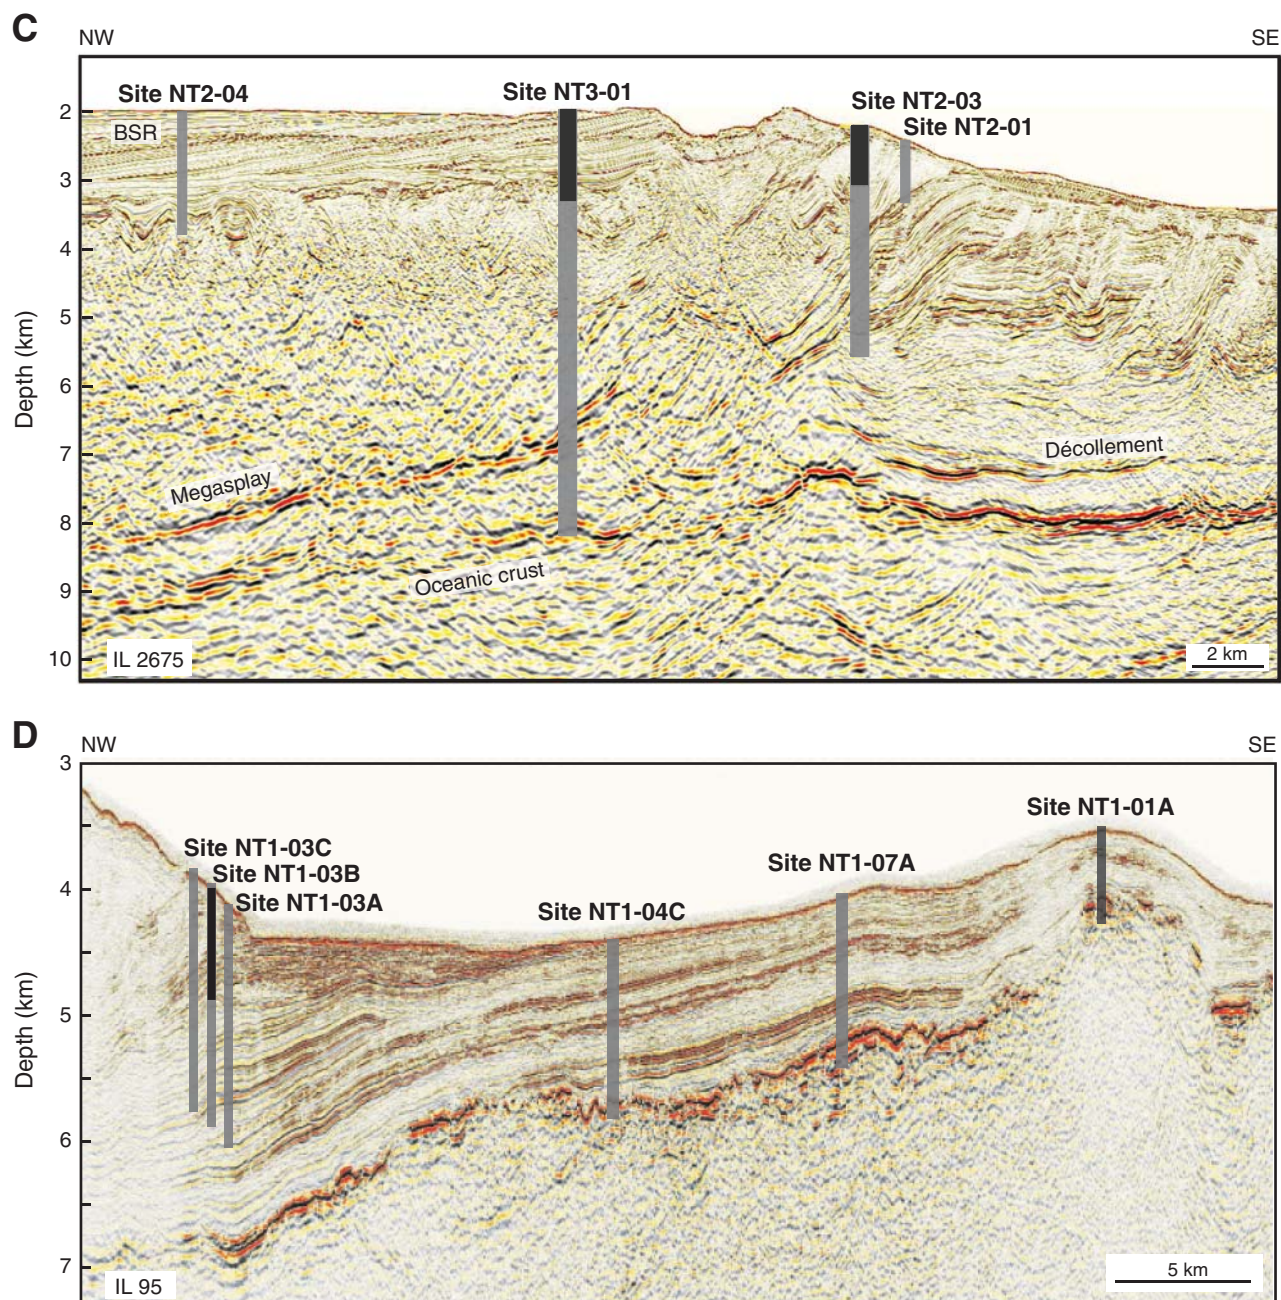 C
NW
SE
Site NT2-04
Site NT3-01
Site NT2-03
Site NT2-01
BSR
2
3
4
5
6
7
8
9
10
Depth (km)
Megasplay
Décollement
Oceanic crust
IL 2675
2 km
D
NW
SE
3
4
5
6
7
Depth (km)
Site NT1-03C
Site NT1-03B
Site NT1-03A
Site NT1-04C
Site NT1-07A
Site NT1-01A
IL 95
5 km